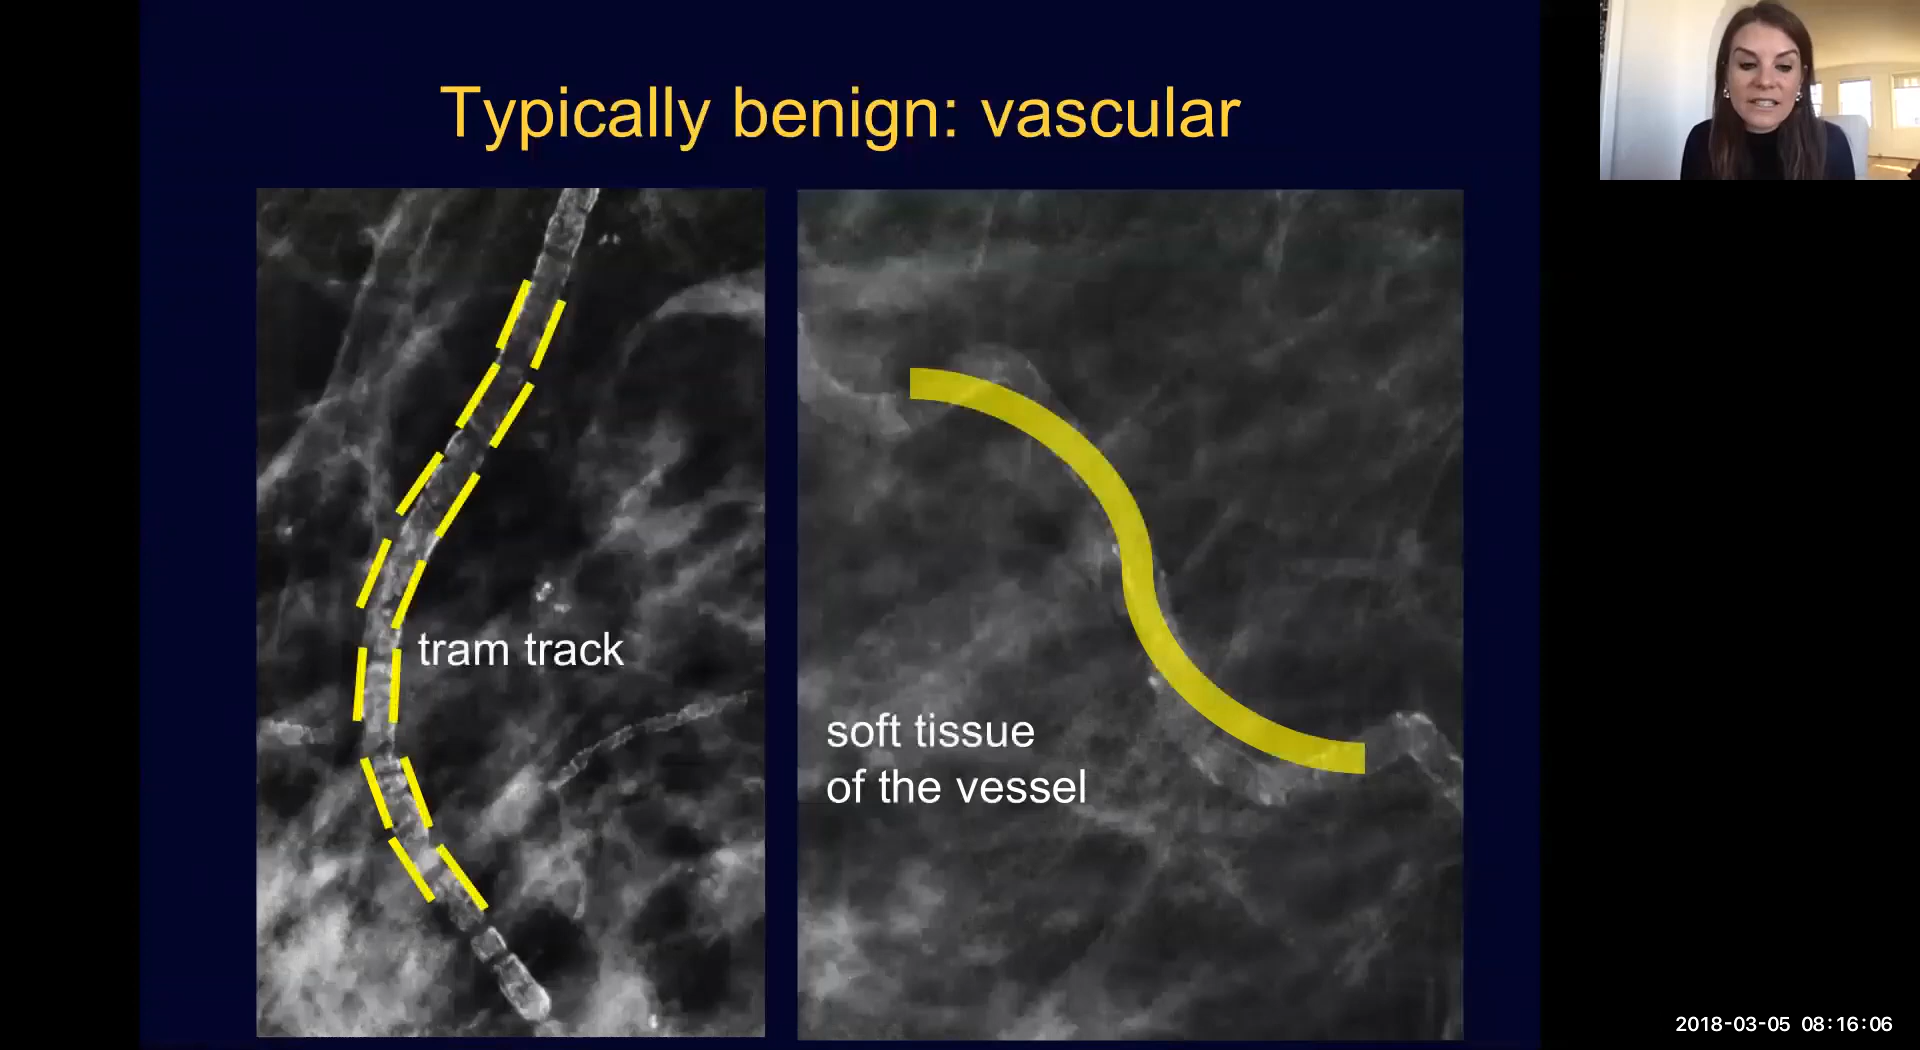 Typically benign: vascular
tram track
soft tissue
of the vessel
2018-03-05 08:16:06